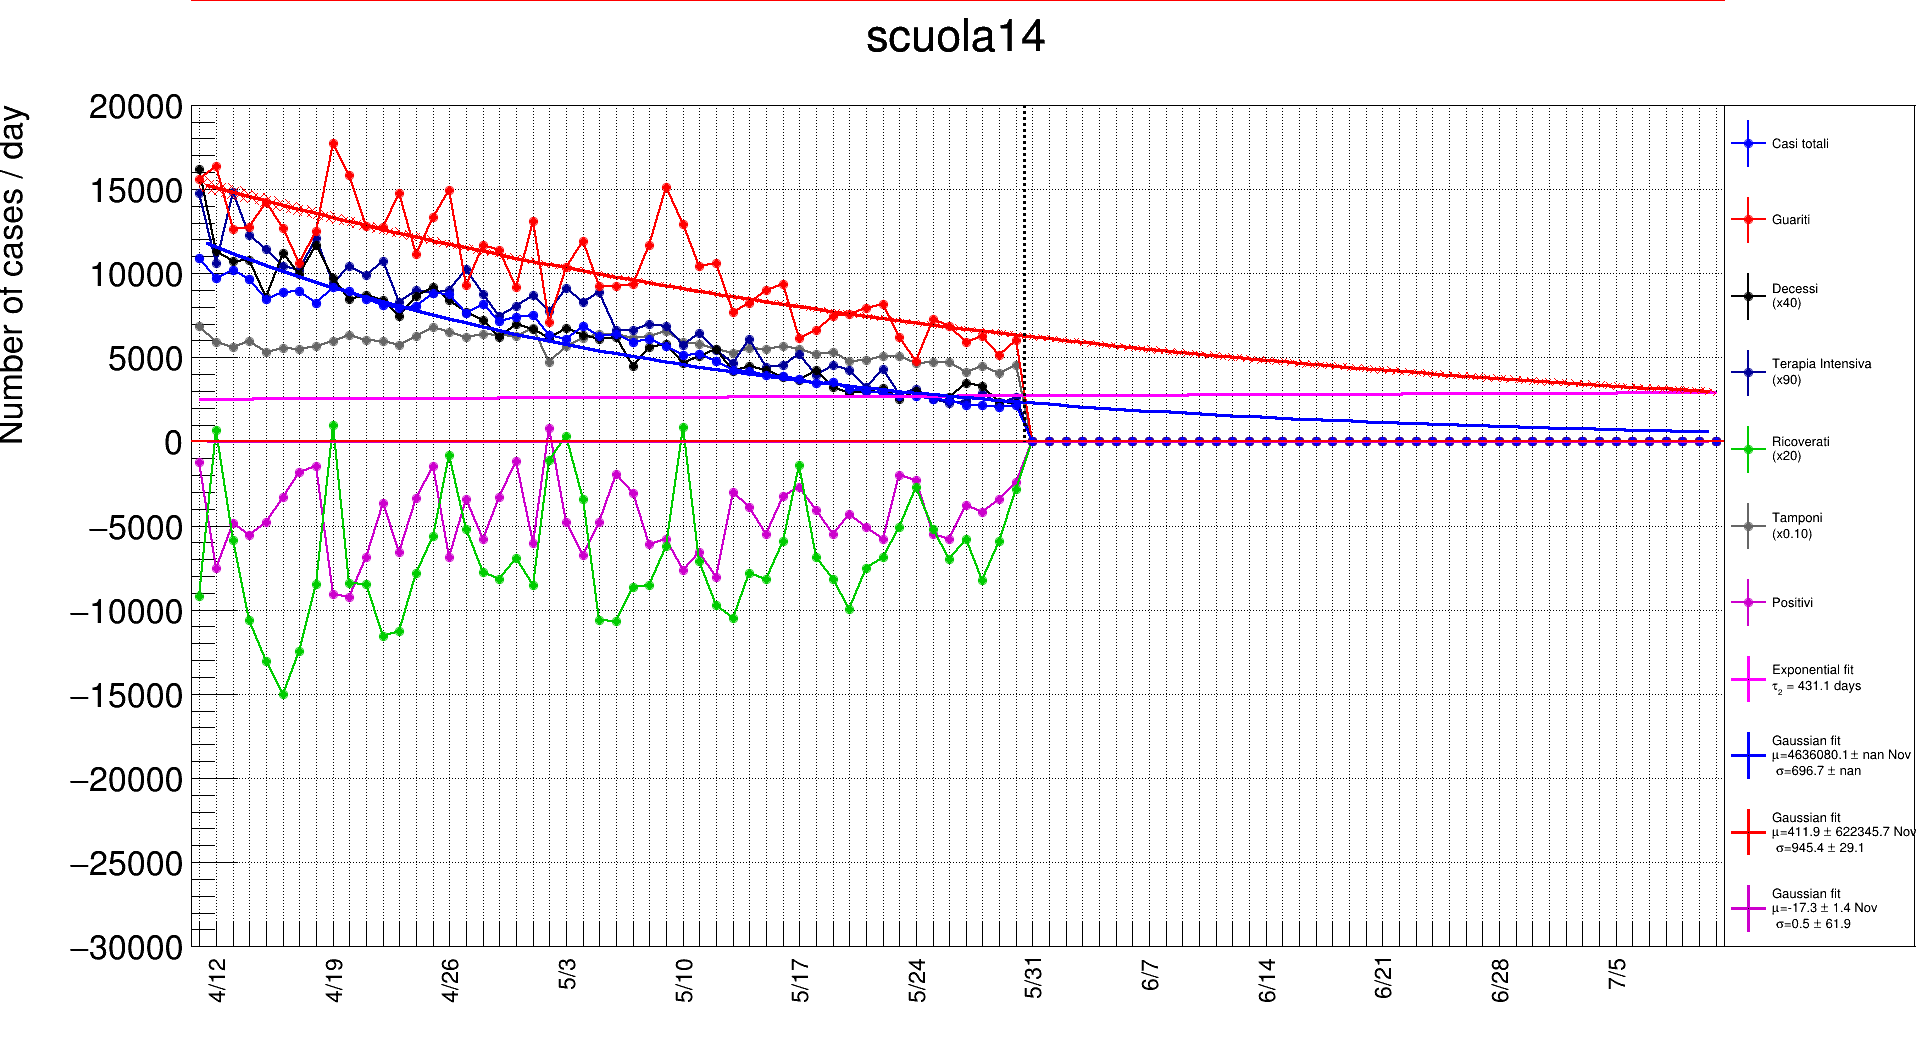 scuola14
Number of cases / day
20000
15000
10000
5000
0
−5000
−10000
−15000
−20000
−25000
−30000
4/12
4/19
4/26
5/3
5/10
5/17
5/24
5/31
6/7
6/14
6/21
6/28
7/5
Casi totali
Guariti
Decessi
(x40)
Terapia Intensiva
(x90)
Ricoverati
(x20)
Tamponi
(x0.10)
Positivi
Exponential fit
τ2 = 431.1 days
Gaussian fit
μ=4636080.1 ± nan Nov
σ=696.7 ± nan
Gaussian fit
μ=411.9 ± 622345.7 Nov
σ=945.4 ± 29.1
Gaussian fit
μ=-17.3 ± 1.4 Nov
σ=0.5 ± 61.9